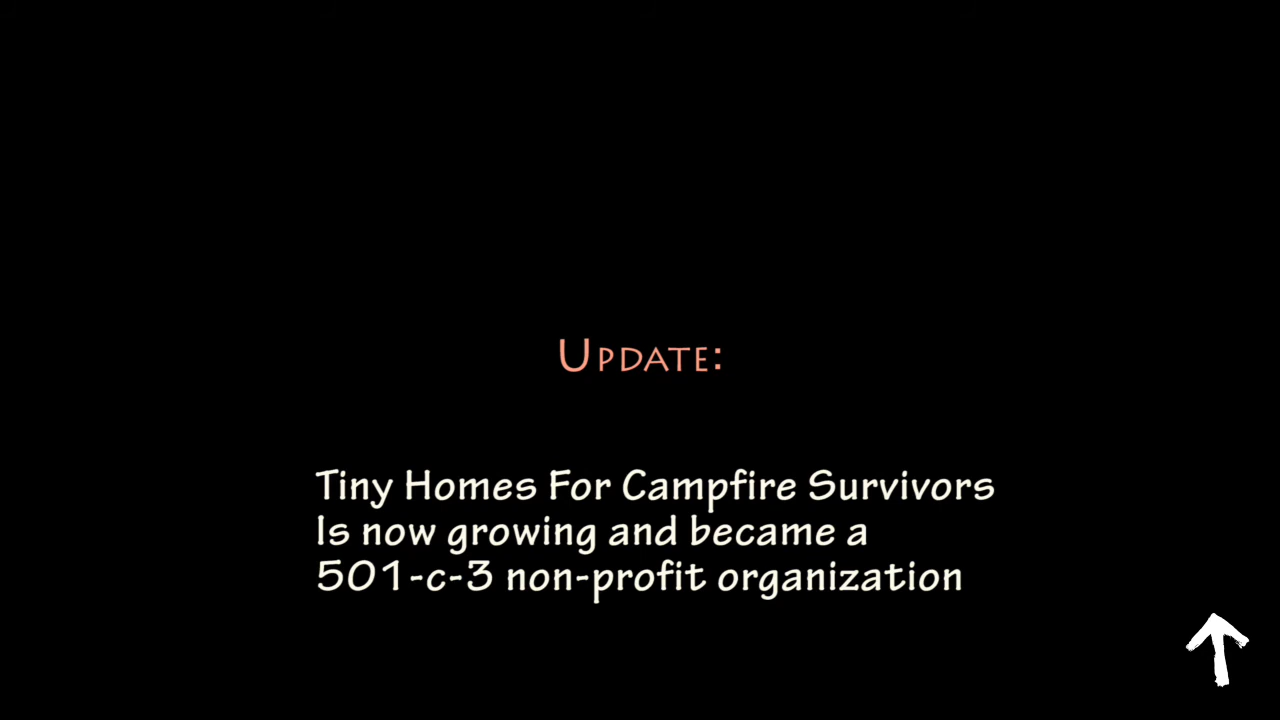 Update:
Tiny Homes For Campfire Survivors
Is now growing and became a
501-c-3 non-profit organization